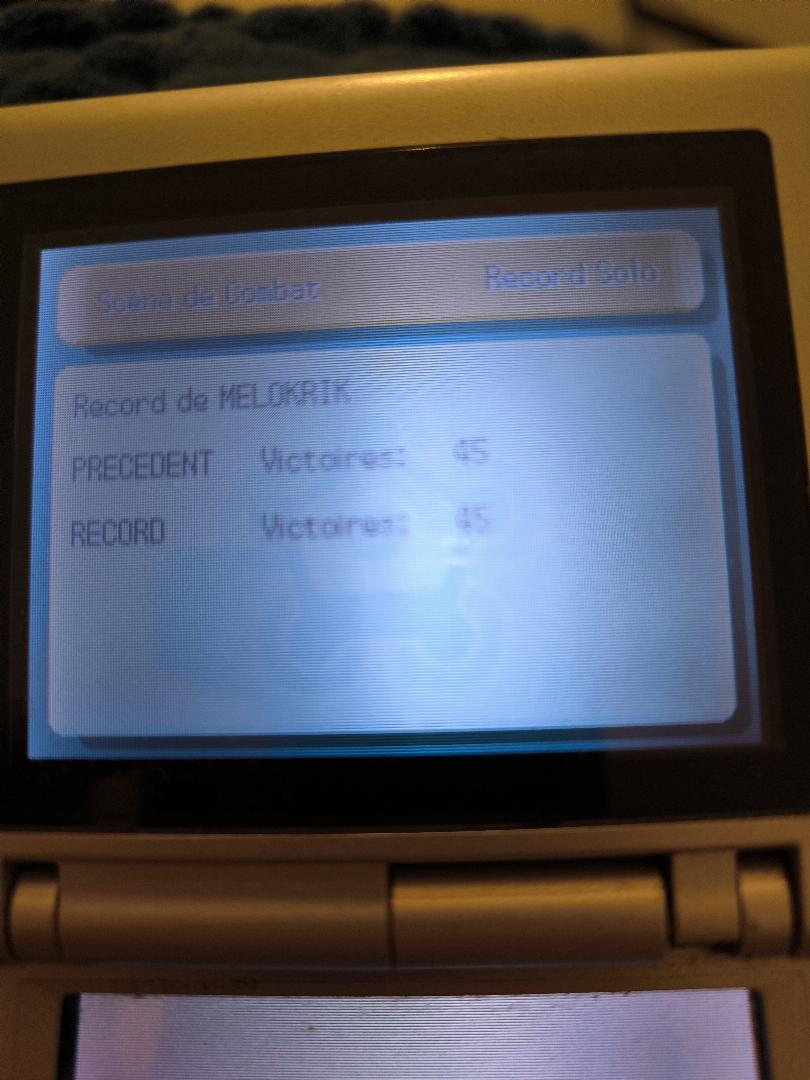 Scène de Combat Record Solo
Record de MELOKRIK
PRECEDENT Victoires: 45
RECORD Victoires: 45